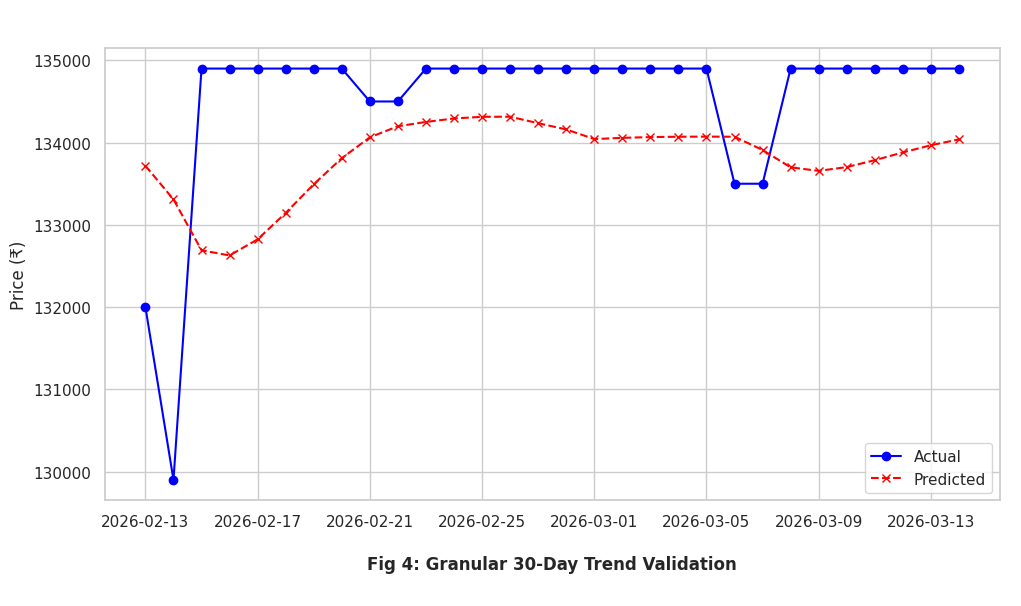 135000
134000
133000
132000
131000
130000
Price (₹)
2026-02-13 2026-02-17 2026-02-21 2026-02-25 2026-03-01 2026-03-05 2026-03-09 2026-03-13
Actual
Predicted
Fig 4: Granular 30-Day Trend Validation